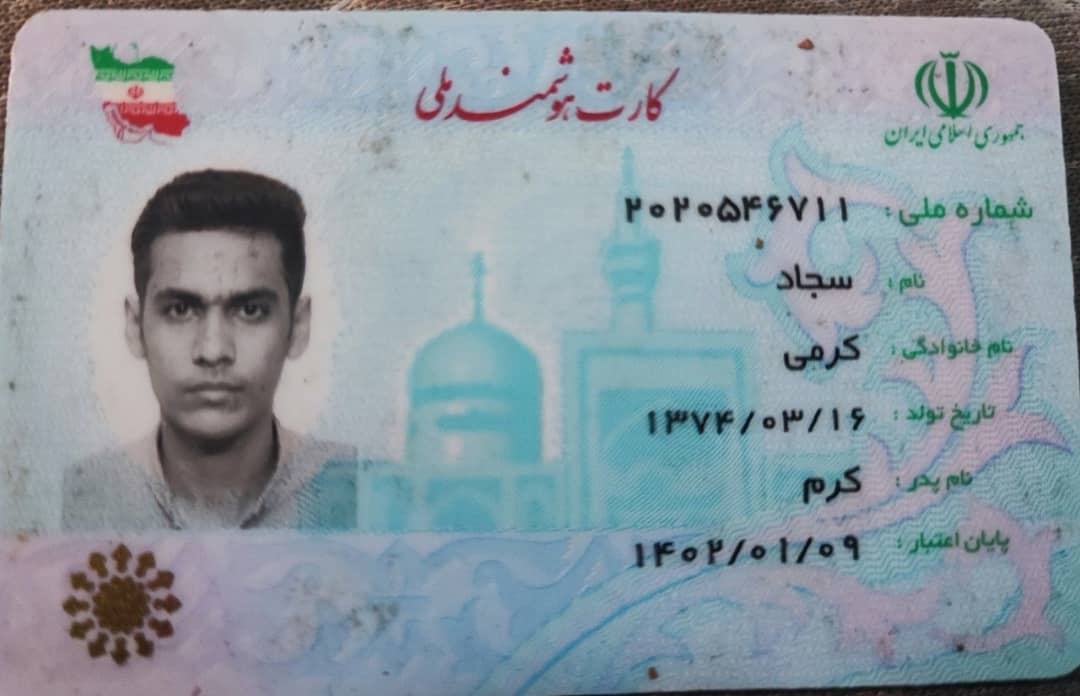 کارت هوشمند ملی
جمهوری اسلامی ایران
شماره ملی: ۲۰۲۰۵۴۶۷۱۱
نام: سجاد
نام خانوادگی: کرمی
تاریخ تولد: ۱۳۷۴/۰۳/۱۶
نام پدر: کرم
پایان اعتبار: ۱۴۰۲/۰۱/۰۹